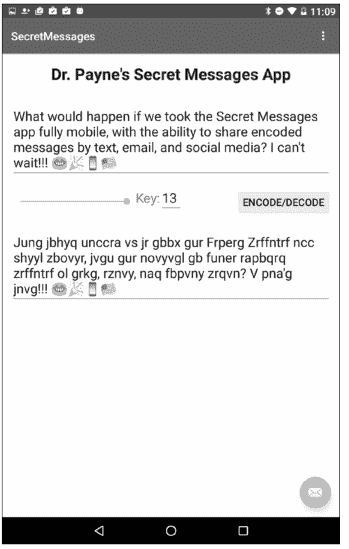 11:09
SecretMessages
Dr. Payne's Secret Messages App
What would happen if we took the Secret Messages
app fully mobile, with the ability to share encoded
messages by text, email, and social media? I can't
wait!!!
Key: 13 ENCODE/DECODE
Jung jbhyq unccra vs jr gbbx gur Frperg Zrffntrf ncc
shyyl zbovyr, jvgu gur novyvgl gb funer rapbqrq
zrffntrf ol grkg, rznvy, naq fbpvny zrqvn? V pna'g
jnvg!!!